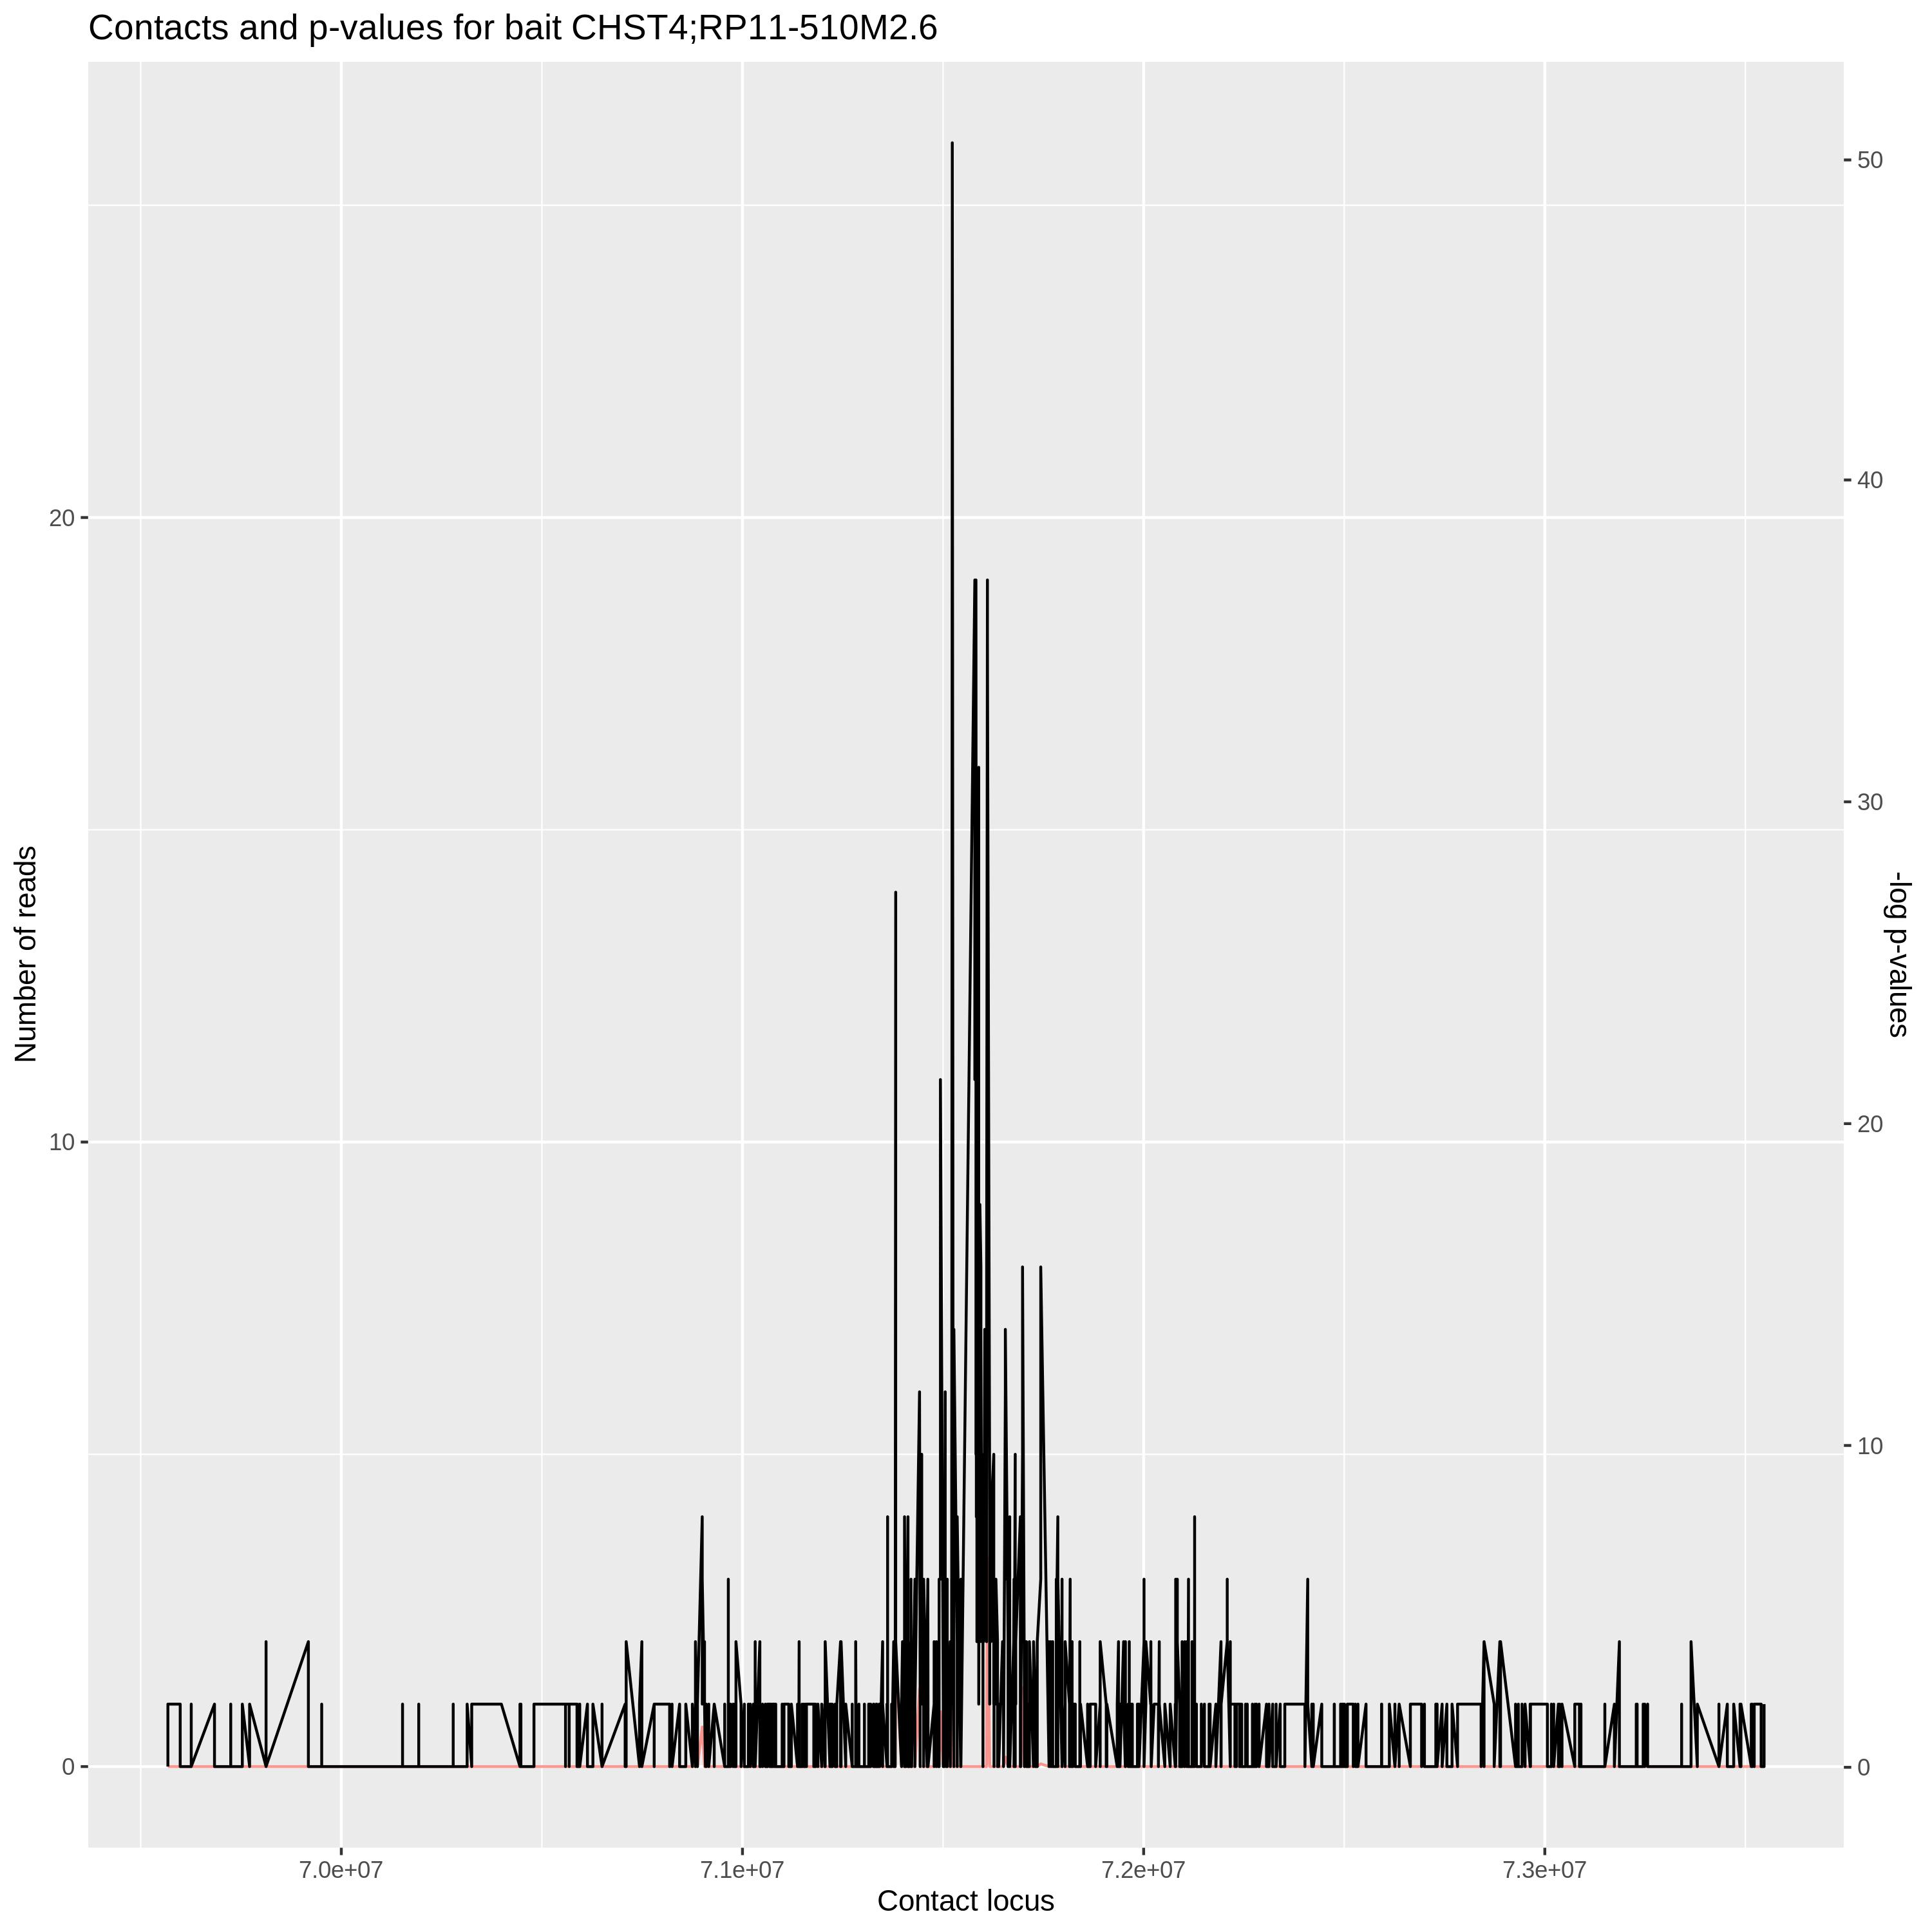 Contacts and p-values for bait CHST4;RP11-510M2.6
50
40
20
30
Number of reads
-log p-values
10
20
10
0
0
7.0e+07
7.1e+07
7.2e+07
7.3e+07
Contact locus